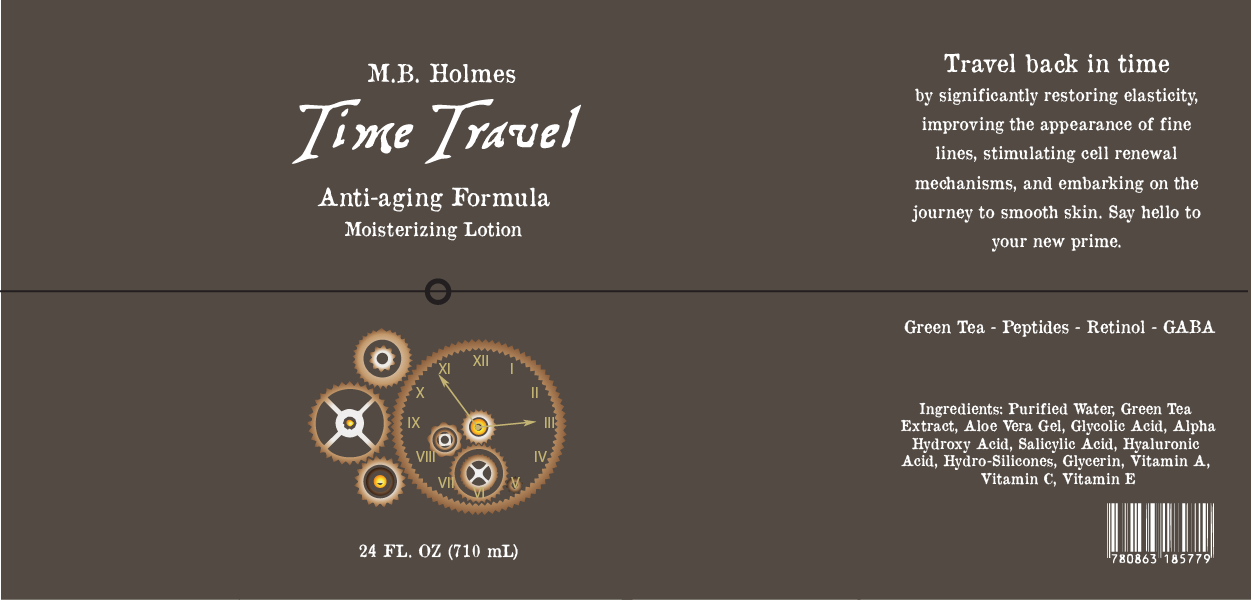 M.B. Holmes
Time Travel
Anti-aging Formula
Moisterizing Lotion
XII
I
II
III
IV
V
VI
VII
VIII
IX
X
XI
24 FL. OZ (710 mL)
Travel back in time
by significantly restoring elasticity,
improving the appearance of fine
lines, stimulating cell renewal
mechanisms, and embarking on the
journey to smooth skin. Say hello to
your new prime.
Green Tea - Peptides - Retinol - GABA
Ingredients: Purified Water, Green Tea
Extract, Aloe Vera Gel, Glycolic Acid, Alpha
Hydroxy Acid, Salicylic Acid, Hyaluronic
Acid, Hydro-Silicones, Glycerin, Vitamin A,
Vitamin C, Vitamin E
780863 185779